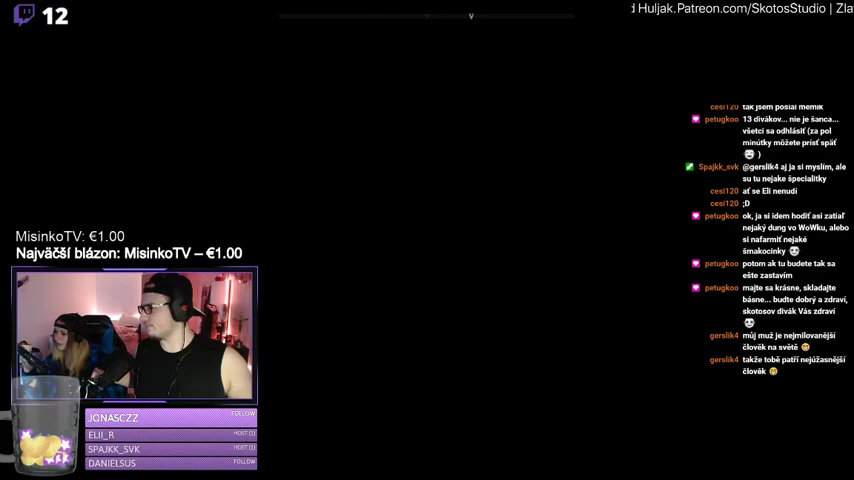 12
d Huljak.Patreon.com/SkotosStudio | Zla
v
cesi120 tak jsem poslal memík
petugkoo 13 divákov... nie je šanca...
všetci sa odhlásiť (za pol
minútky môžete prísť späť
)
Spajkk_svk @gerslik4 aj ja si myslím, ale
su tu nejake špecialitky
cesi120 ať se Eli nenudí
cesi120 ;D
petugkoo ok, ja si idem hodiť asi zatiaľ
nejaký dung vo WoWku, alebo
si nafarmiť nejaké
šmakocinky
petugkoo potom ak tu budete tak sa
ešte zastavím
petugkoo majte sa krásne, skladajte
básne... budte dobrý a zdraví,
skotosov divák Vás zdraví
gerslik4 můj muž je nejmilovanější
člověk na světě
gerslik4 takže tobě patří nejúžasnější
člověk
MisinkoTV: €1.00
Najväčší blázon: MisinkoTV – €1.00
JONASCZZ FOLLOW
ELII_R HOST (1)
SPAJKK_SVK HOST (1)
DANIELSUS FOLLOW